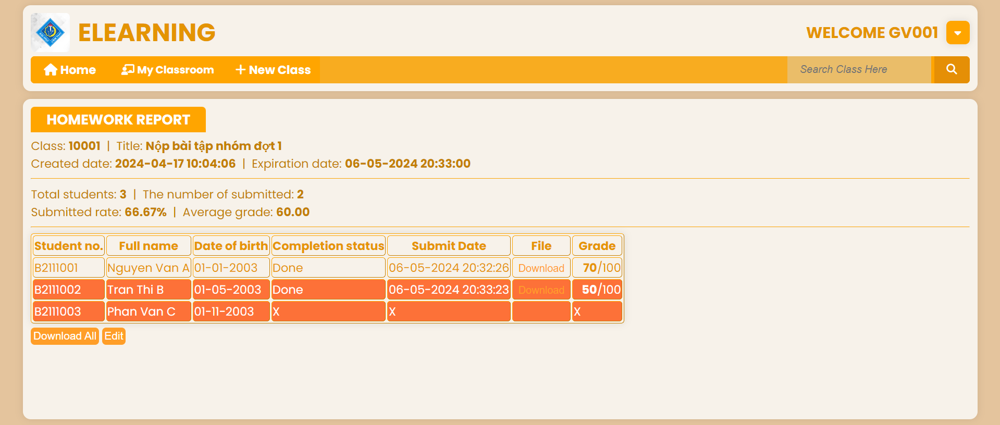 ELEARNING
WELCOME GV001
Home My Classroom New Class Search Class Here
HOMEWORK REPORT
Class: 10001 | Title: Nộp bài tập nhóm đợt 1
Created date: 2024-04-17 10:04:06 | Expiration date: 06-05-2024 20:33:00
Total students: 3 | The number of submitted: 2
Submitted rate: 66.67% | Average grade: 60.00
Student no. Full name Date of birth Completion status Submit Date File Grade
B2111001 Nguyen Van A 01-01-2003 Done 06-05-2024 20:32:26 Download 70/100
B2111002 Tran Thi B 01-05-2003 Done 06-05-2024 20:33:23 Download 50/100
B2111003 Phan Van C 01-11-2003 X X X
Download All Edit